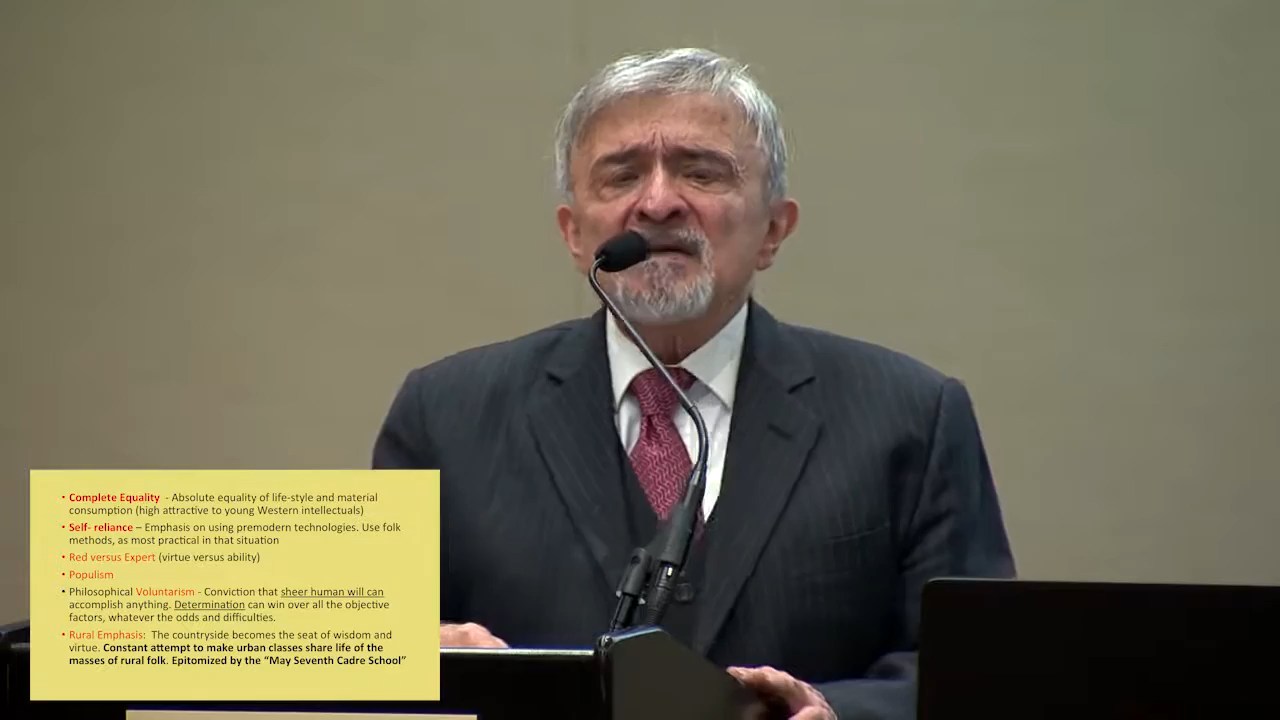 • Complete Equality - Absolute equality of life-style and material
consumption (high attractive to young Western intellectuals)
• Self- reliance – Emphasis on using premodern technologies. Use folk
methods, as most practical in that situation
• Red versus Expert (virtue versus ability)
• Populism
• Philosophical Voluntarism - Conviction that sheer human will can
accomplish anything. Determination can win over all the objective
factors, whatever the odds and difficulties.
• Rural Emphasis: The countryside becomes the seat of wisdom and
virtue. Constant attempt to make urban classes share life of the
masses of rural folk. Epitomized by the “May Seventh Cadre School”